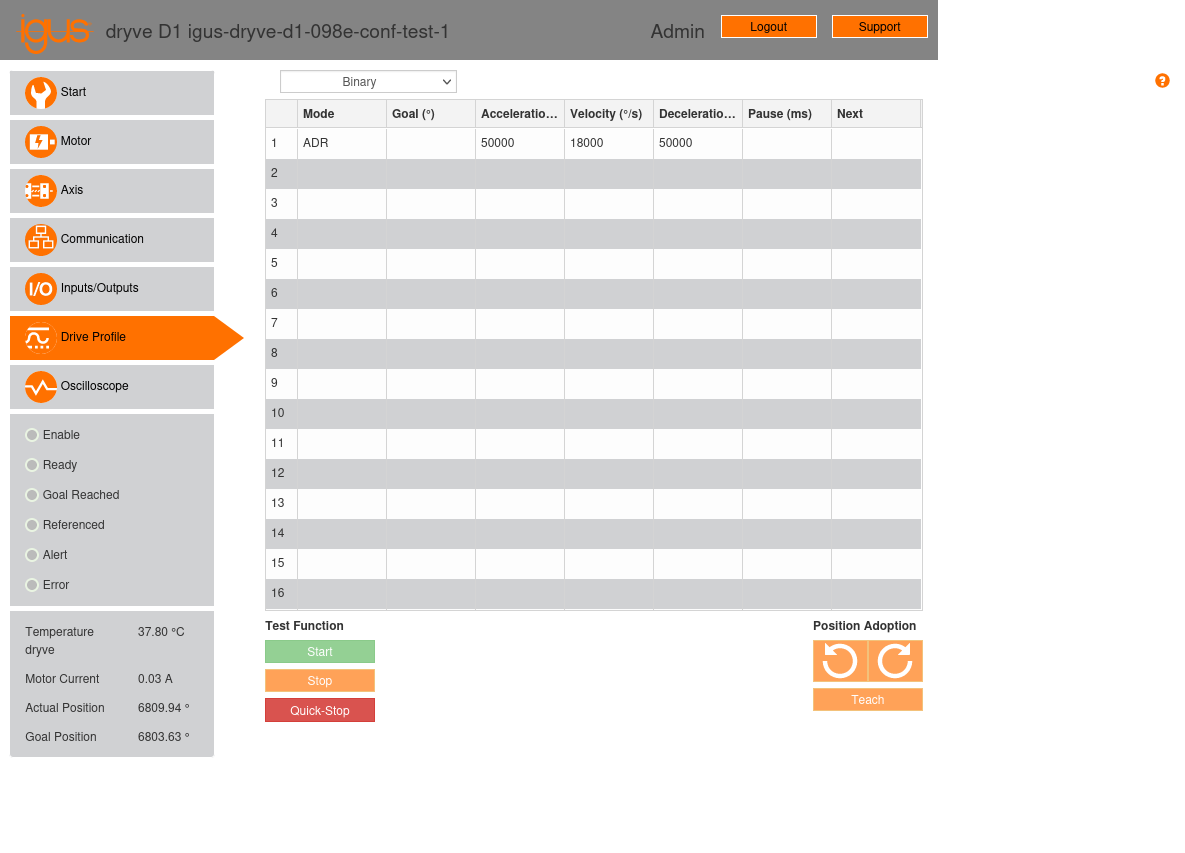 igus dryve D1 igus-dryve-d1-098e-conf-test-1 Admin Logout Support
Start
Motor
Axis
Communication
I/O Inputs/Outputs
Drive Profile
Oscilloscope
Enable
Ready
Goal Reached
Referenced
Alert
Error
Temperature dryve 37.80 °C
Motor Current 0.03 A
Actual Position 6809.94 °
Goal Position 6803.63 °
Binary
?
Mode Goal (°) Acceleratio... Velocity (°/s) Deceleratio... Pause (ms) Next
1 ADR 50000 18000 50000
2
3
4
5
6
7
8
9
10
11
12
13
14
15
16
Test Function
Start
Stop
Quick-Stop
Position Adoption
Teach